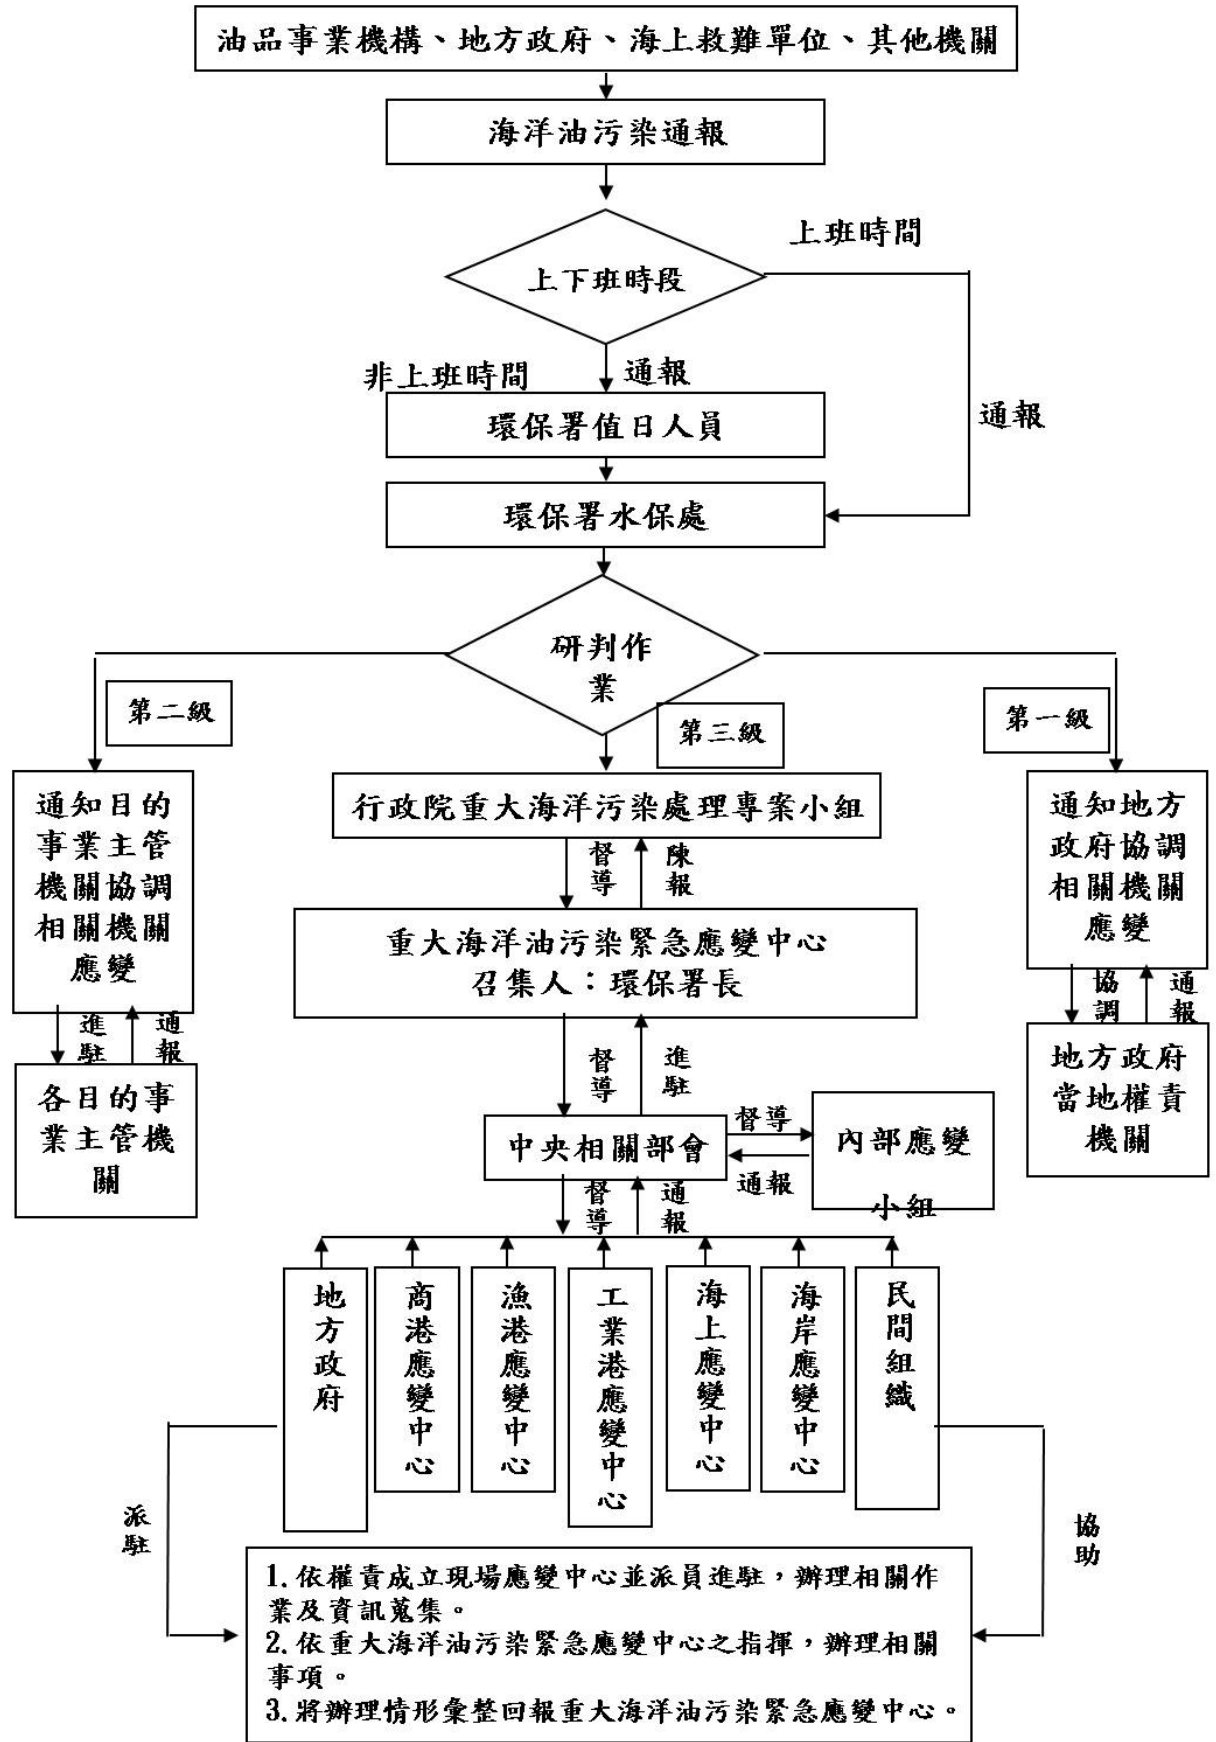 油品事業機構、地方政府、海上救難單位、其他機關
海洋油污染通報
上班時間
上下班時段
非上班時間
通報
環保署值日人員
通報
環保署水保處
研判作
業
第二級
第三級
第一級
通知目的
事業主管
機關協調
相關機關
應變
行政院重大海洋污染處理專案小組
通知地方
政府協調
相關機關
應變
督導
陳報
重大海洋油污染緊急應變中心
召集人：環保署長
進駐
通報
協調
通報
各目的事
業主管機
關
督導
進駐
地方政府
當地權責
機關
中央相關部會
督導
通報
內部應變
小組
督導
通報
地方政府
商港應變中心
漁港應變中心
工業港應變中心
海上應變中心
海岸應變中心
民間組織
派駐
協助
1. 依權責成立現場應變中心並派員進駐，辦理相關作
業及資訊蒐集。
2. 依重大海洋油污染緊急應變中心之指揮，辦理相關
事項。
3. 將辦理情形彙整回報重大海洋油污染緊急應變中心。